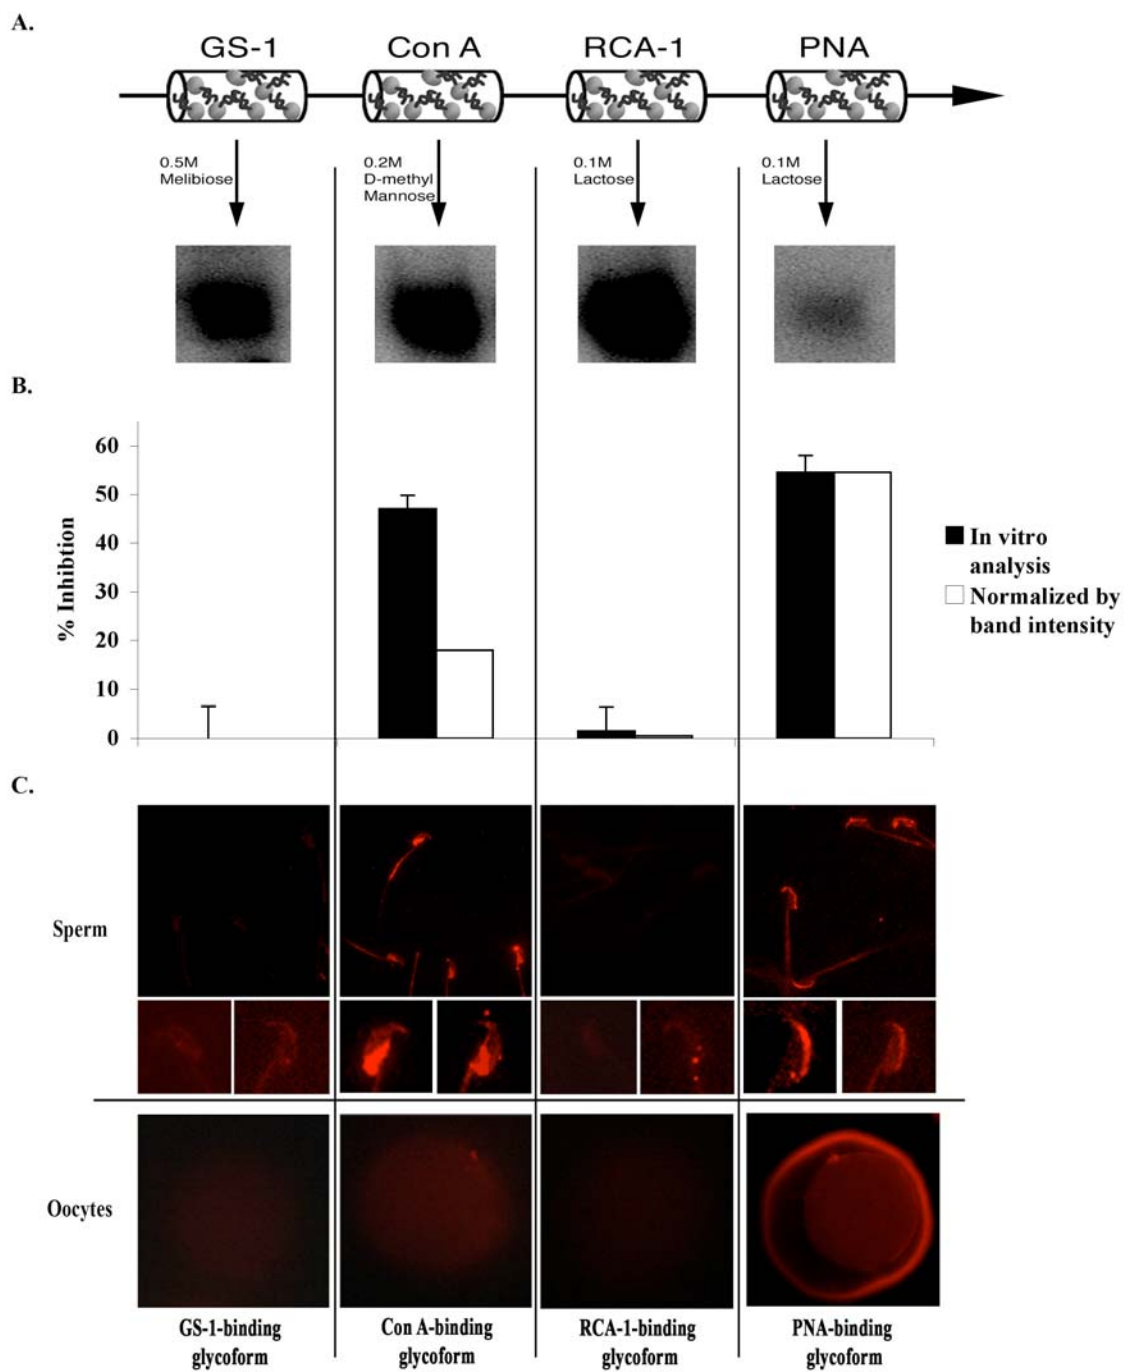 A.
GS-1
Con A
RCA-1
PNA
0.5M
Melibiose
0.2M
D-methyl
Mannose
0.1M
Lactose
0.1M
Lactose
B.
60
50
40
30
20
10
0
% Inhibtion
In vitro
analysis
Normalized by
band intensity
C.
Sperm
Oocytes
GS-1-binding
glycoform
Con A-binding
glycoform
RCA-1-binding
glycoform
PNA-binding
glycoform